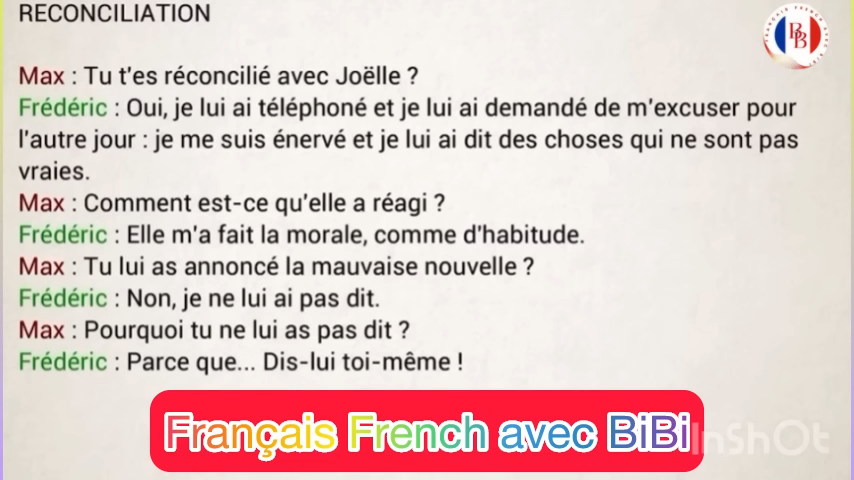 RECONCILIATION
Max : Tu t'es réconcilié avec Joëlle ?
Frédéric : Oui, je lui ai téléphoné et je lui ai demandé de m'excuser pour
l'autre jour : je me suis énervé et je lui ai dit des choses qui ne sont pas
vraies.
Max : Comment est-ce qu'elle a réagi ?
Frédéric : Elle m'a fait la morale, comme d'habitude.
Max : Tu lui as annoncé la mauvaise nouvelle ?
Frédéric : Non, je ne lui ai pas dit.
Max : Pourquoi tu ne lui as pas dit ?
Frédéric : Parce que... Dis-lui toi-même !
Français French avec BiBi
InShOt